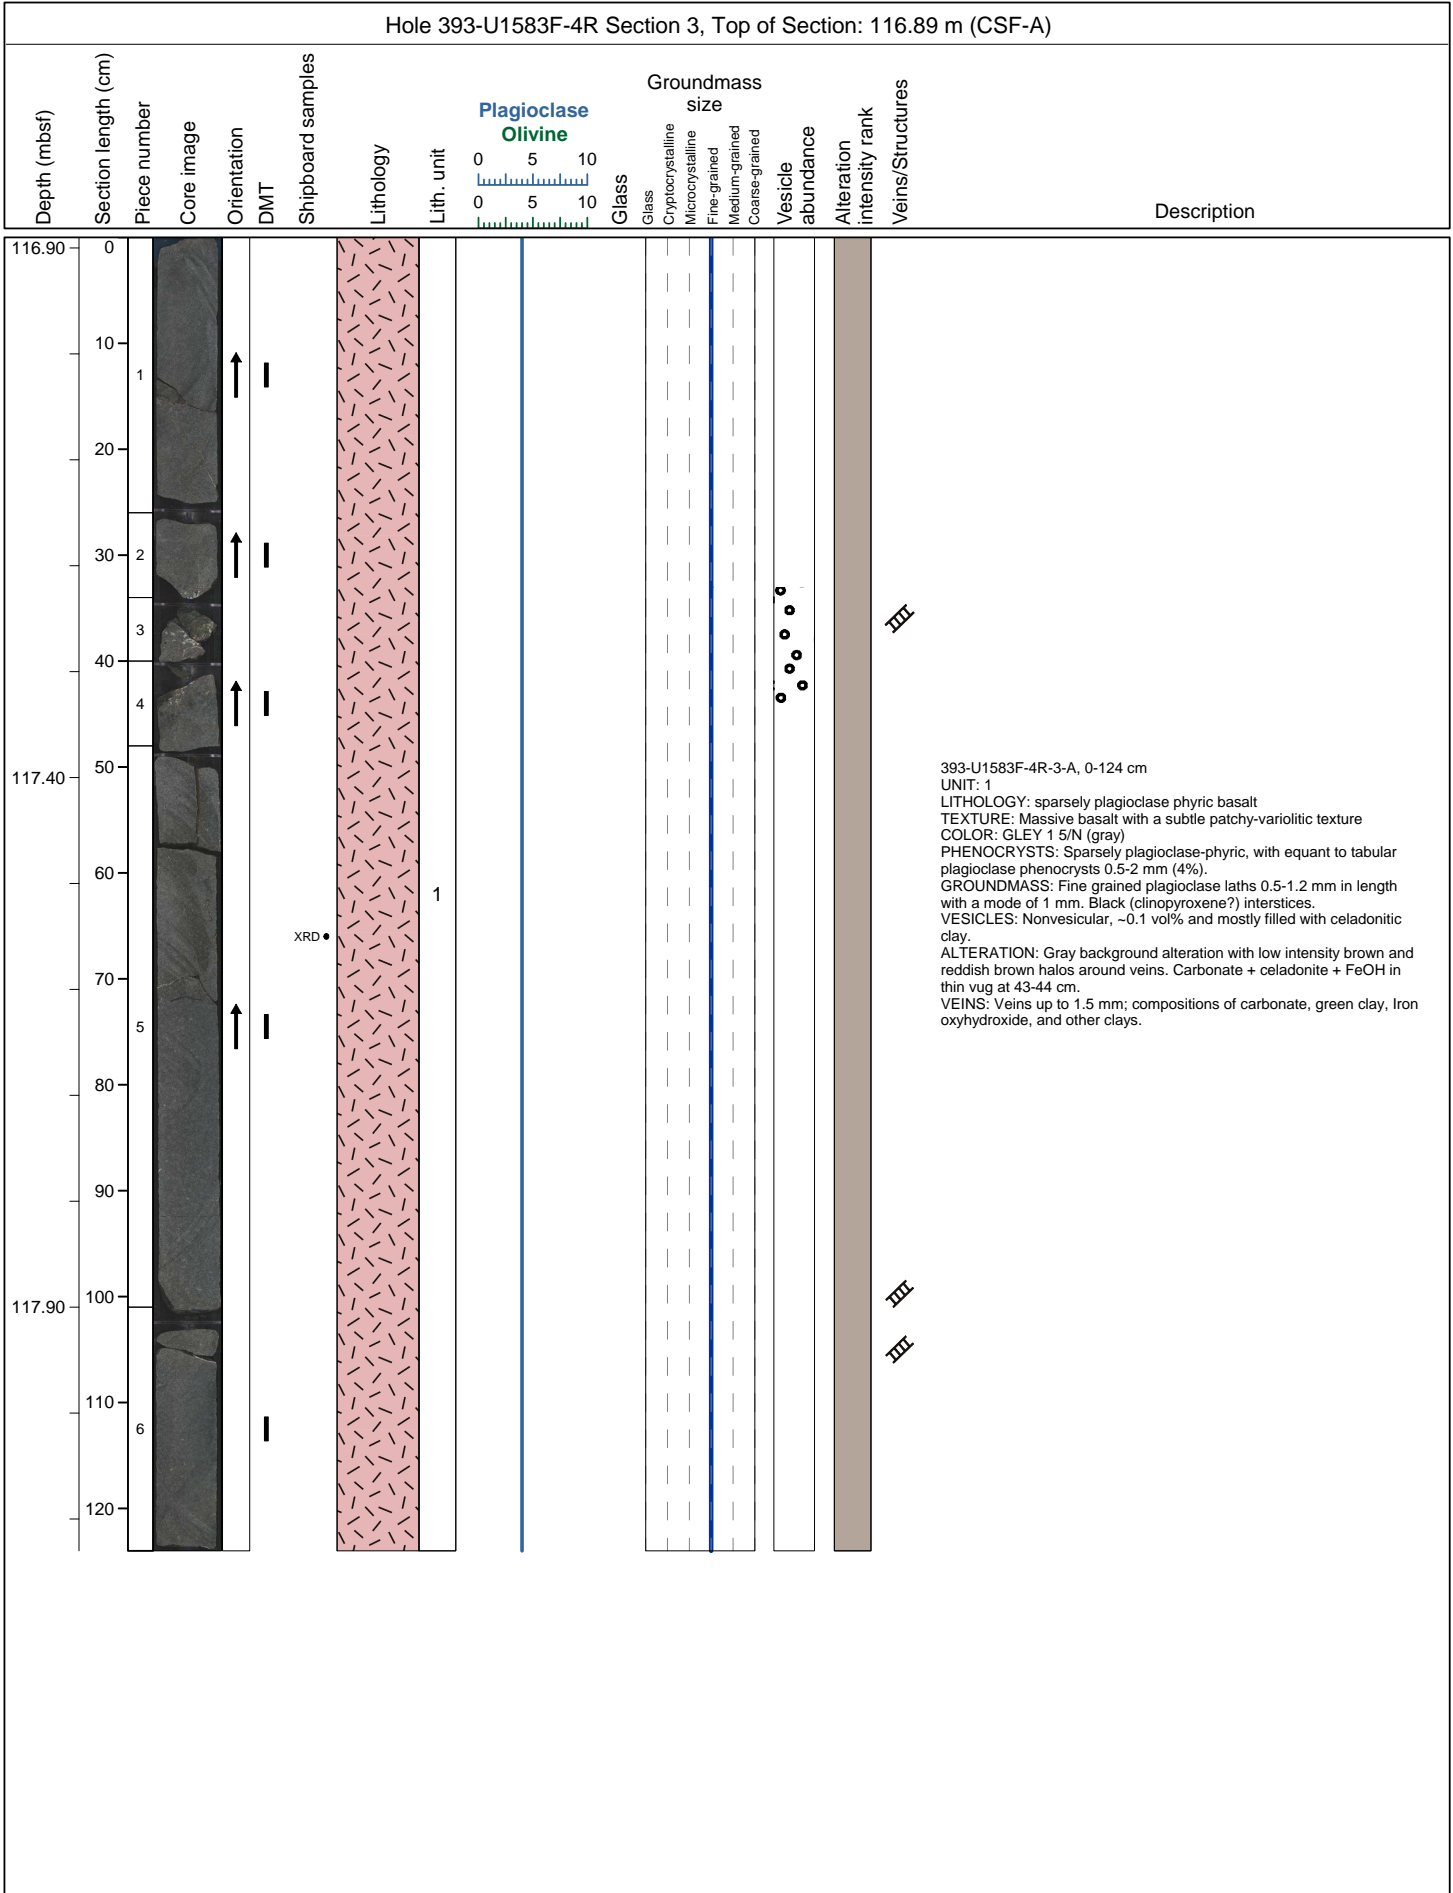 Hole 393-U1583F-4R Section 3, Top of Section: 116.89 m (CSF-A)
Depth (mbsf)
Section length (cm)
Piece number
Core image
Orientation
DMT
Shipboard samples
Lithology
Lith. unit
Plagioclase
Olivine
0 5 10
0 5 10
Glass
Groundmass
size
Glass
Cryptocrystalline
Microcrystalline
Fine-grained
Medium-grained
Coarse-grained
Vesicle
abundance
Alteration
intensity rank
Veins/Structures
Description
116.90
117.40
117.90
0
10
20
30
40
50
60
70
80
90
100
110
120
1
2
3
4
5
6
XRD
1
393-U1583F-4R-3-A, 0-124 cm
UNIT: 1
LITHOLOGY: sparsely plagioclase phyric basalt
TEXTURE: Massive basalt with a subtle patchy-variolitic texture
COLOR: GLEY 1 5/N (gray)
PHENOCRYSTS: Sparsely plagioclase-phyric, with equant to tabular
plagioclase phenocrysts 0.5-2 mm (4%).
GROUNDMASS: Fine grained plagioclase laths 0.5-1.2 mm in length
with a mode of 1 mm. Black (clinopyroxene?) interstices.
VESICLES: Nonvesicular, ~0.1 vol% and mostly filled with celadonitic
clay.
ALTERATION: Gray background alteration with low intensity brown and
reddish brown halos around veins. Carbonate + celadonite + FeOH in
thin vug at 43-44 cm.
VEINS: Veins up to 1.5 mm; compositions of carbonate, green clay, Iron
oxyhydroxide, and other clays.